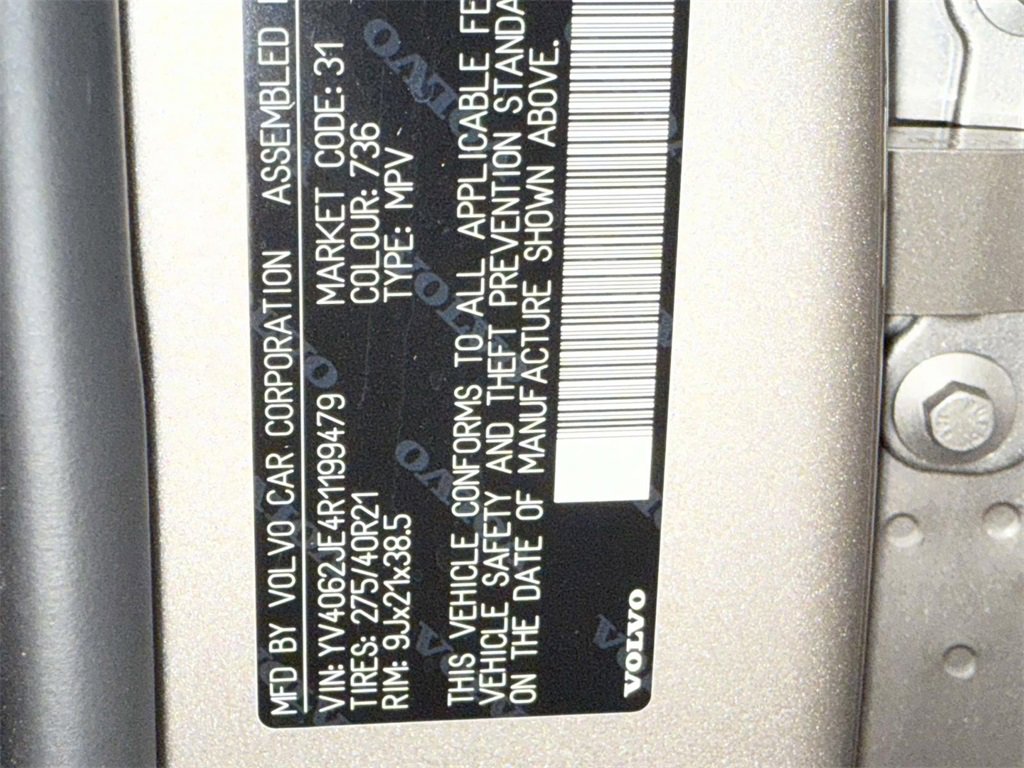 MFD BY VOLVO CAR CORPORATION ASSEMBLED
VIN: YV4062JE4R1199479 MARKET CODE: 31
TIRES: 275/40R21 COLOUR: 736
RIM: 9Jx21x38.5 TYPE: MPV
THIS VEHICLE CONFORMS TO ALL APPLICABLE FE
VEHICLE SAFETY AND THEFT PREVENTION STANDA
ON THE DATE OF MANUFACTURE SHOWN ABOVE.
VOLVO